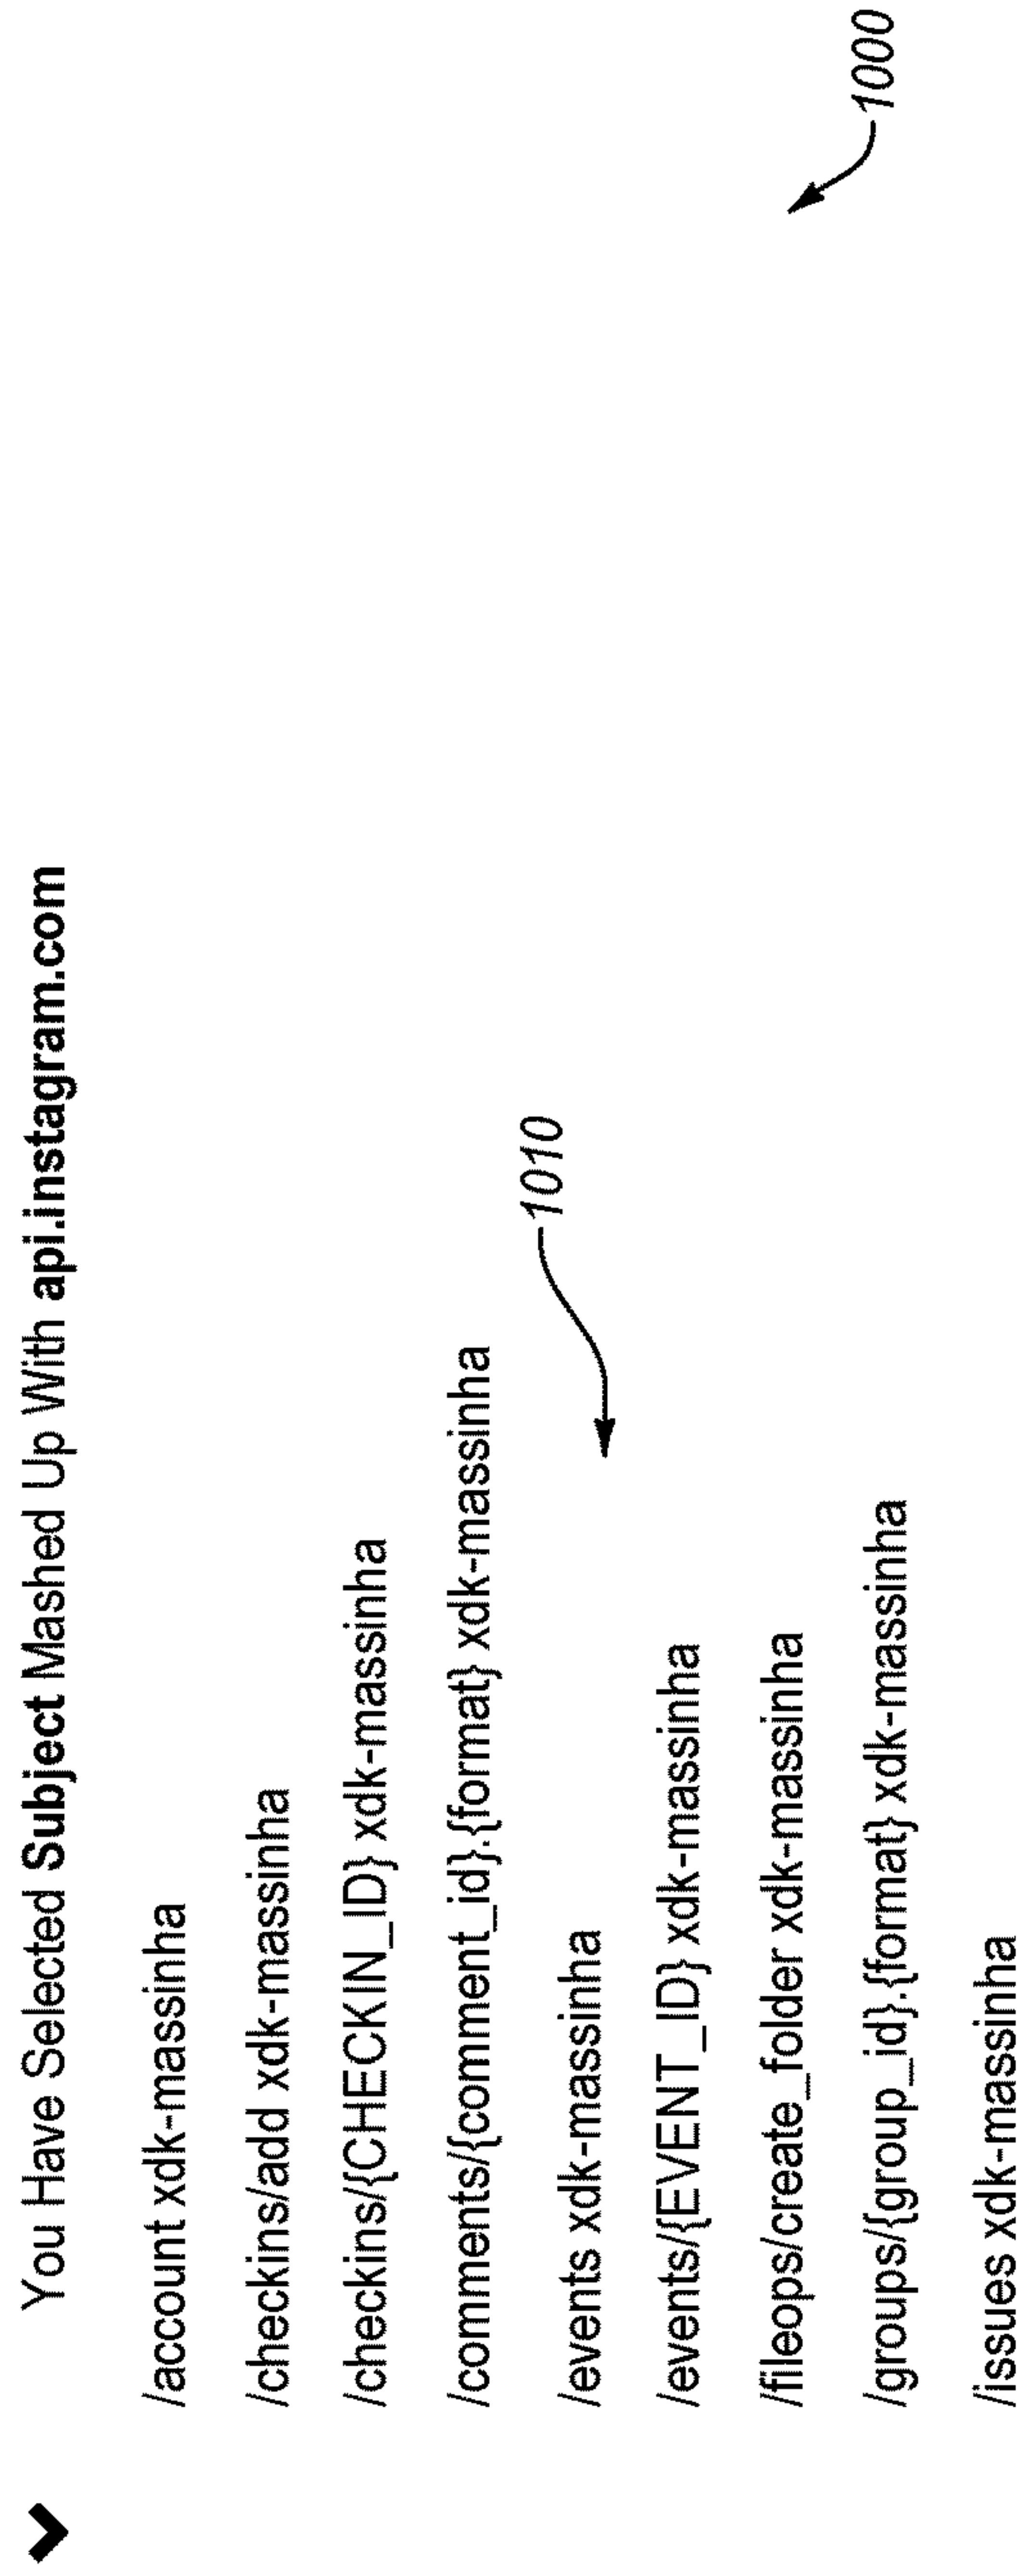 You Have Selected Subject Mashed Up With api.instagram.com
/account xdk-massinha
/checkins/add xdk-massinha
/checkins/{CHECKIN_ID} xdk-massinha
/comments/{comment_id}.{format} xdk-massinha
1010
/events xdk-massinha
/events/{EVENT_ID} xdk-massinha
/fileops/create_folder xdk-massinha
1000
/groups/{group_id}.{format} xdk-massinha
/issues xdk-massinha